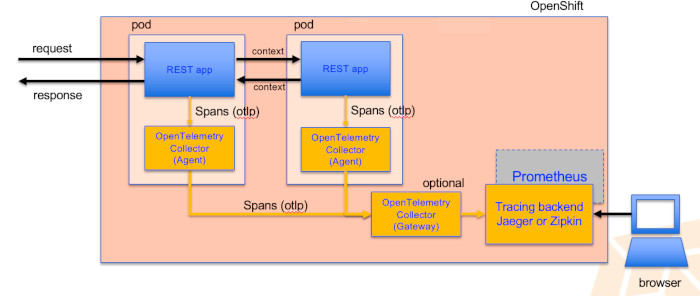 OpenShift
pod
pod
request
context
REST app
REST app
context
response
Spans (otlp)
Spans (otlp)
OpenTelemetry
Collector
(Agent)
OpenTelemetry
Collector
(Agent)
optional
Prometheus
Spans (otlp)
OpenTelemetry
Collector
(Gateway)
Tracing backend
Jaeger or Zipkin
browser